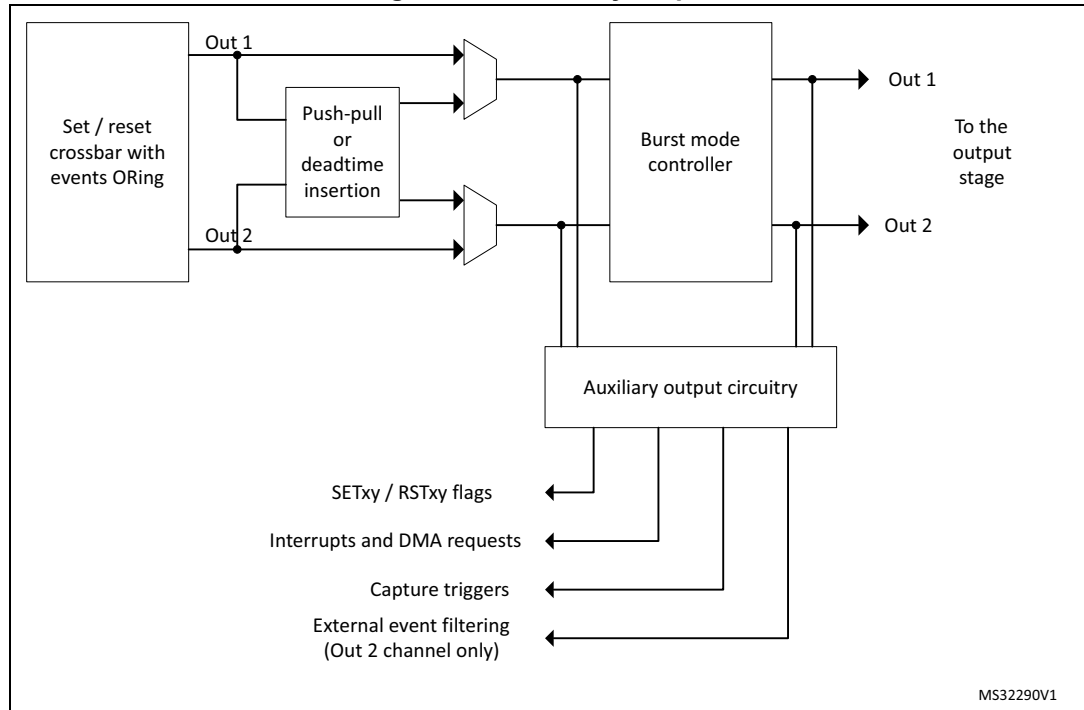 Out 1
Set / reset
crossbar with
events ORing
Push-pull
or
deadtime
insertion
Out 2
Burst mode
controller
Out 1
To the
output
stage
Out 2
Auxiliary output circuitry
SETxy / RSTxy flags
Interrupts and DMA requests
Capture triggers
External event filtering
(Out 2 channel only)
MS32290V1